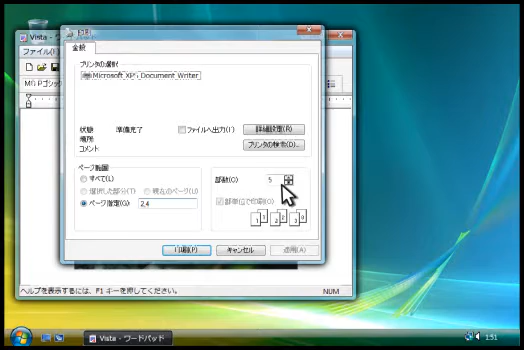 Vista - ワードパッド
印刷
ファイル(F)
全般
プリンタの選択
Microsoft XPS Document Writer
状態 準備完了
場所
コメント
ファイルへ出力(F)
詳細設定(R)
プリンタの検索(D)...
ページ範囲
すべて(L)
選択した部分(T) 現在のページ(U)
ページ指定(G) 2,4
部数(C) 5
部単位で印刷(O)
1 1 2 2 3 3
印刷(P) キャンセル 適用(A)
ヘルプを表示するには、F1 キーを押してください。 NUM
Vista - ワードパッド
1:51